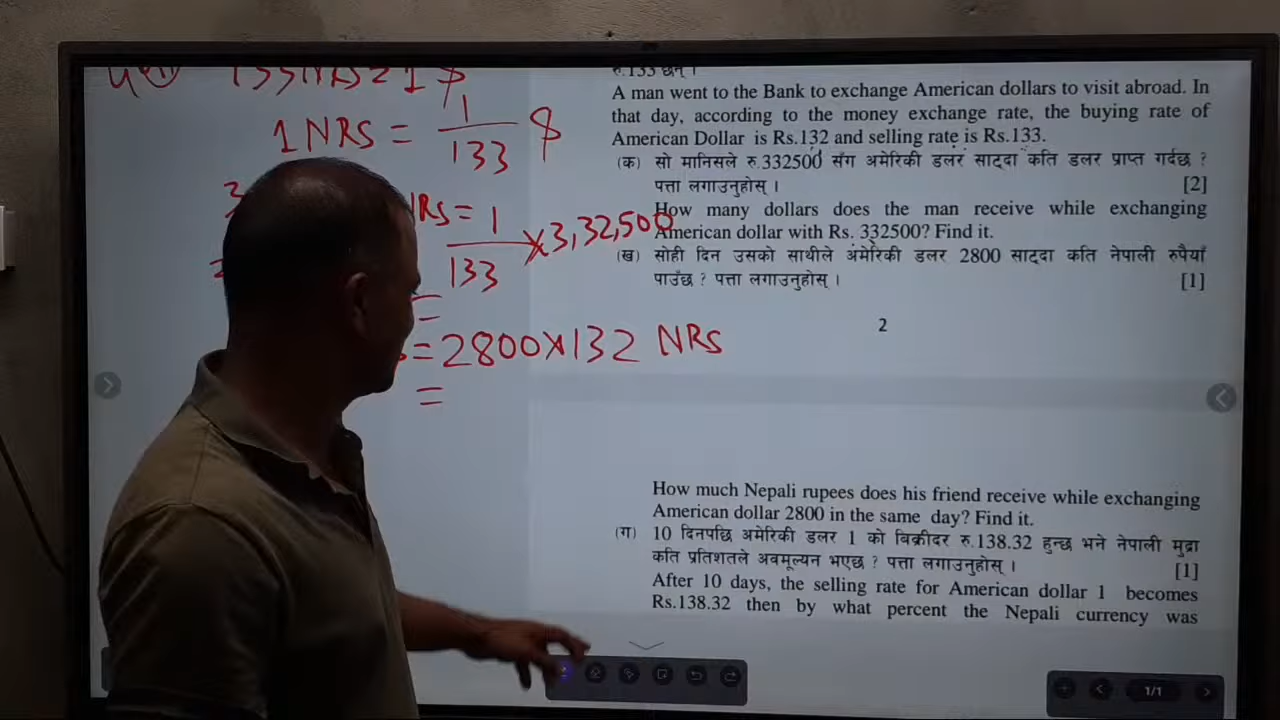 133 NRS = 1 $
1 NRS = 1/133 $
NRS = 1/133 × 3,32,500
=
= 2800×132 NRS
=
रु.133 छन् ।
A man went to the Bank to exchange American dollars to visit abroad. In
that day, according to the money exchange rate, the buying rate of
American Dollar is Rs.132 and selling rate is Rs.133.
(क) सो मानिसले रु.332500 सँग अमेरिकी डलर साट्दा कति डलर प्राप्त गर्दछ ?
पत्ता लगाउनुहोस् । [2]
How many dollars does the man receive while exchanging
American dollar with Rs. 332500? Find it.
(ख) सोही दिन उसको साथीले अमेरिकी डलर 2800 साट्दा कति नेपाली रुपैयाँ
पाउँछ ? पत्ता लगाउनुहोस् । [1]
2
How much Nepali rupees does his friend receive while exchanging
American dollar 2800 in the same day? Find it.
(ग) 10 दिनपछि अमेरिकी डलर 1 को बिक्रीदर रु.138.32 हुन्छ भने नेपाली मुद्रा
कति प्रतिशतले अवमूल्यन भएछ ? पत्ता लगाउनुहोस् । [1]
After 10 days, the selling rate for American dollar 1 becomes
Rs.138.32 then by what percent the Nepali currency was
1/1